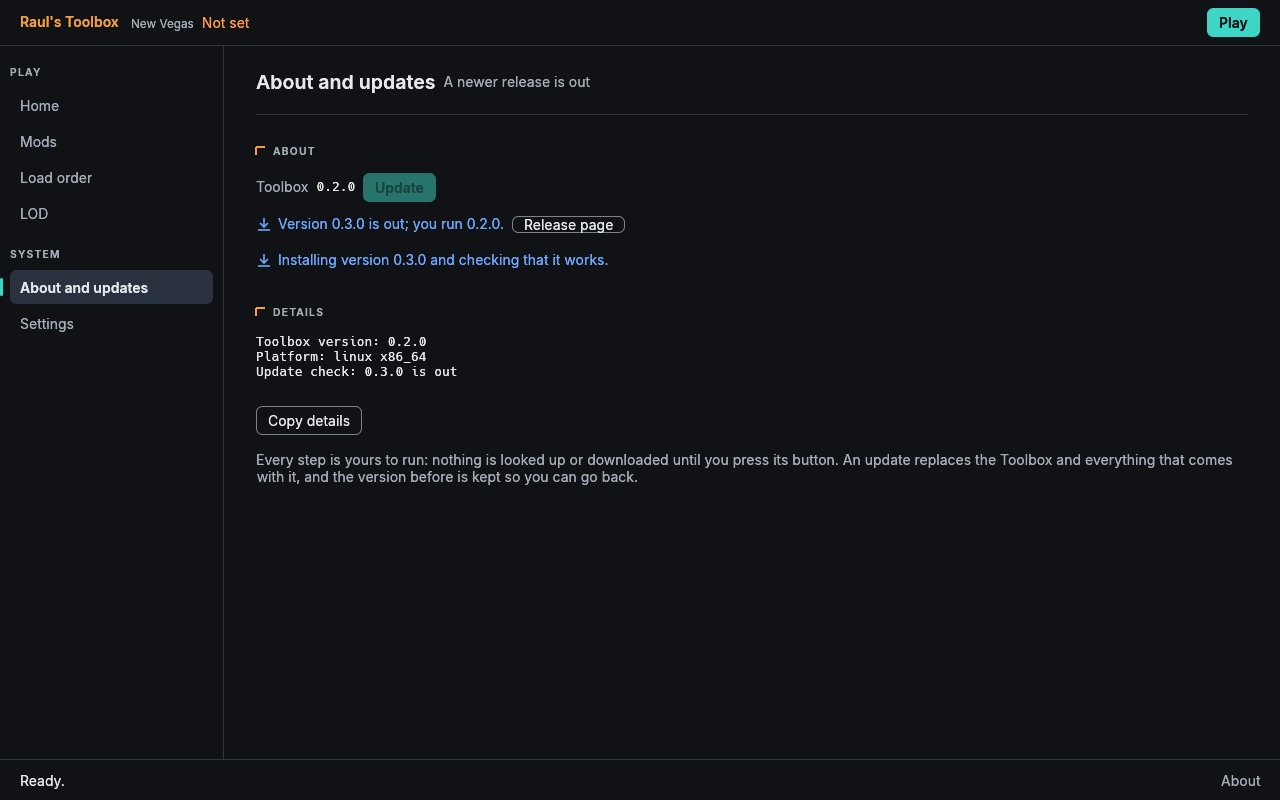 Raul's Toolbox New Vegas Not set Play
PLAY
Home
Mods
Load order
LOD
SYSTEM
About and updates
Settings
About and updates A newer release is out
ABOUT
Toolbox 0.2.0 Update
Version 0.3.0 is out; you run 0.2.0. Release page
Installing version 0.3.0 and checking that it works.
DETAILS
Toolbox version: 0.2.0
Platform: linux x86_64
Update check: 0.3.0 is out
Copy details
Every step is yours to run: nothing is looked up or downloaded until you press its button. An update replaces the Toolbox and everything that comes
with it, and the version before is kept so you can go back.
Ready. About